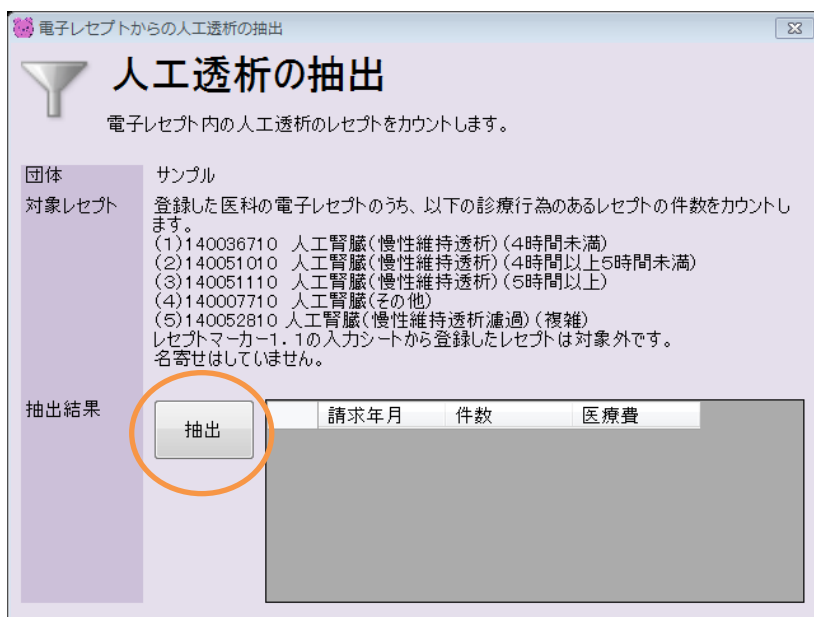 電子レセプトからの人工透析の抽出
人工透析の抽出
電子レセプト内の人工透析のレセプトをカウントします。
団体 サンプル
対象レセプト 登録した医科の電子レセプトのうち、以下の診療行為のあるレセプトの件数をカウントし
ます。
(1)140036710 人工腎臓(慢性維持透析)(4時間未満)
(2)140051010 人工腎臓(慢性維持透析)(4時間以上5時間未満)
(3)140051110 人工腎臓(慢性維持透析)(5時間以上)
(4)140007710 人工腎臓(その他)
(5)140052810 人工腎臓(慢性維持透析濾過)(複雑)
レセプトマーカー1.1の入力シートから登録したレセプトは対象外です。
名寄せはしていません。
抽出結果 抽出 請求年月 件数 医療費